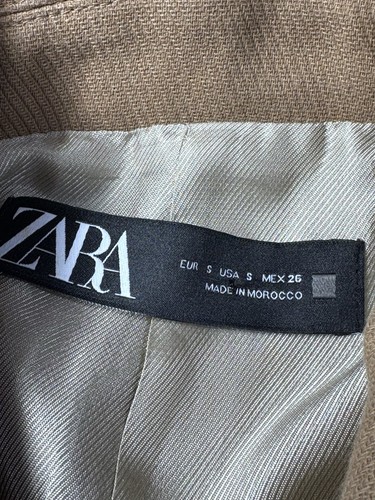 ZARA
EUR S USA S MEX 26
MADE IN MOROCCO